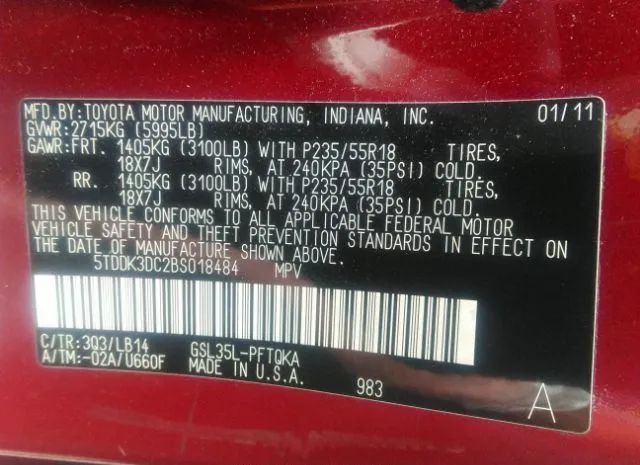 MFD.BY:TOYOTA MOTOR MANUFACTURING, INDIANA, INC. 01/11
GVWR:2715KG (5995LB)
GAWR:FRT. 1405KG (3100LB) WITH P235/55R18 TIRES,
18X7J RIMS, AT 240KPA (35PSI) COLD.
RR. 1405KG (3100LB) WITH P235/55R18 TIRES,
18X7J RIMS, AT 240KPA (35PSI) COLD.
THIS VEHICLE CONFORMS TO ALL APPLICABLE FEDERAL MOTOR
VEHICLE SAFETY AND THEFT PREVENTION STANDARDS IN EFFECT ON
THE DATE OF MANUFACTURE SHOWN ABOVE.
5TDDK3DC2BS018484 MPV
C/TR:3Q3/LB14 GSL35L-PFTQKA
A/TM:-02A/U660F MADE IN U.S.A.
983 A